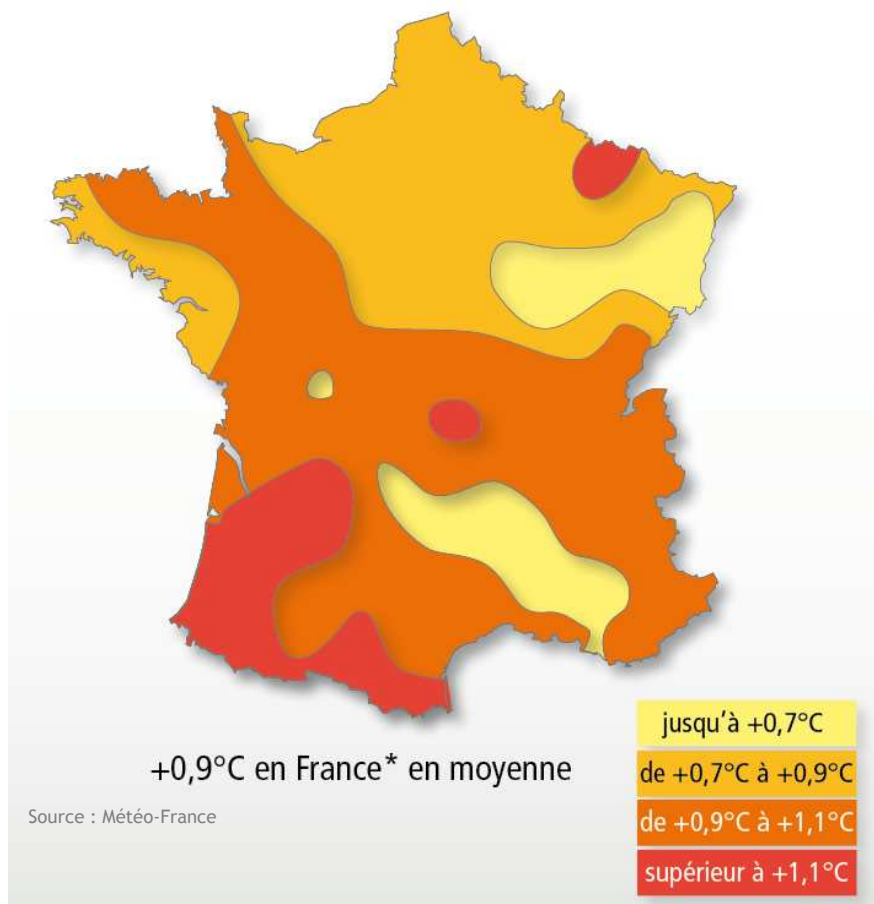 +0,9°C en France* en moyenne
Source : Météo-France
jusqu'à +0,7°C
de +0,7°C à +0,9°C
de +0,9°C à +1,1°C
supérieur à +1,1°C